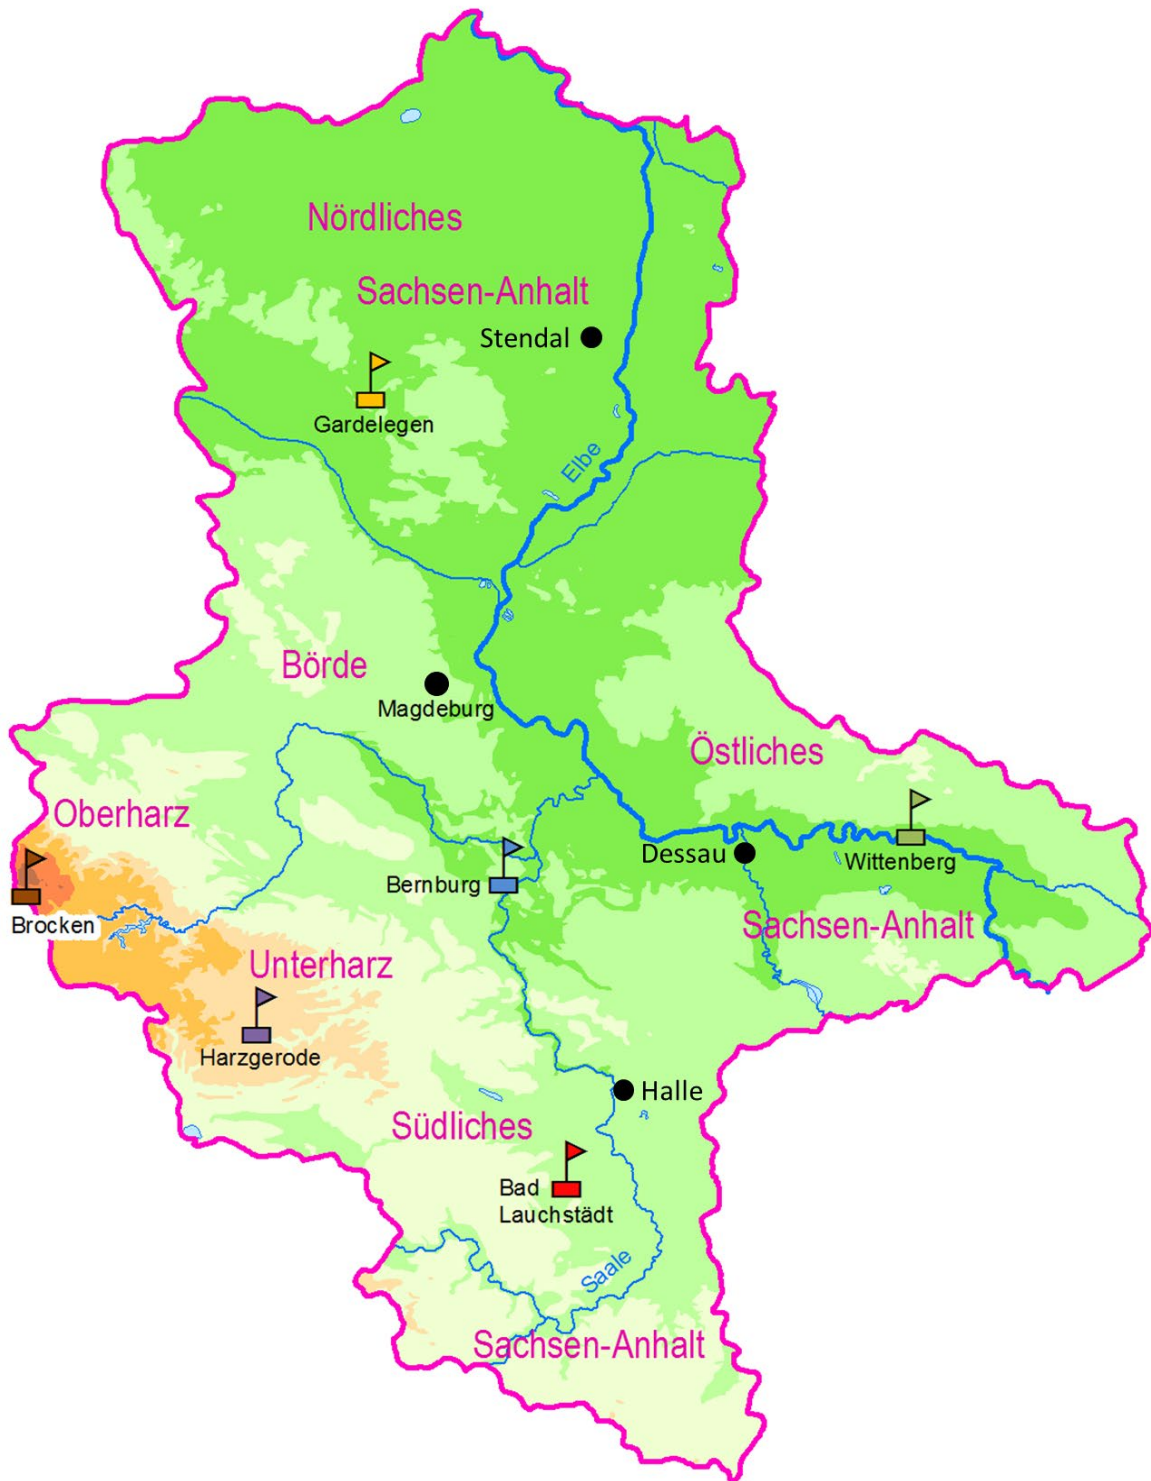 Nördliches
Sachsen-Anhalt
Stendal
Gardelegen
Elbe
Börde
Magdeburg
Östliches
Oberharz
Wittenberg
Dessau
Bernburg
Brocken
Sachsen-Anhalt
Unterharz
Harzgerode
Halle
Südliches
Bad
Lauchstädt
Saale
Sachsen-Anhalt